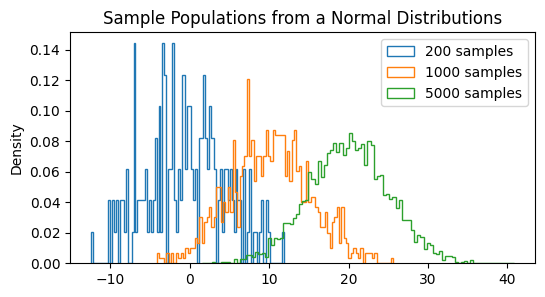 Sample Populations from a Normal Distributions
200 samples
1000 samples
5000 samples
Density
0.14
0.12
0.10
0.08
0.06
0.04
0.02
0.00
−10 0 10 20 30 40